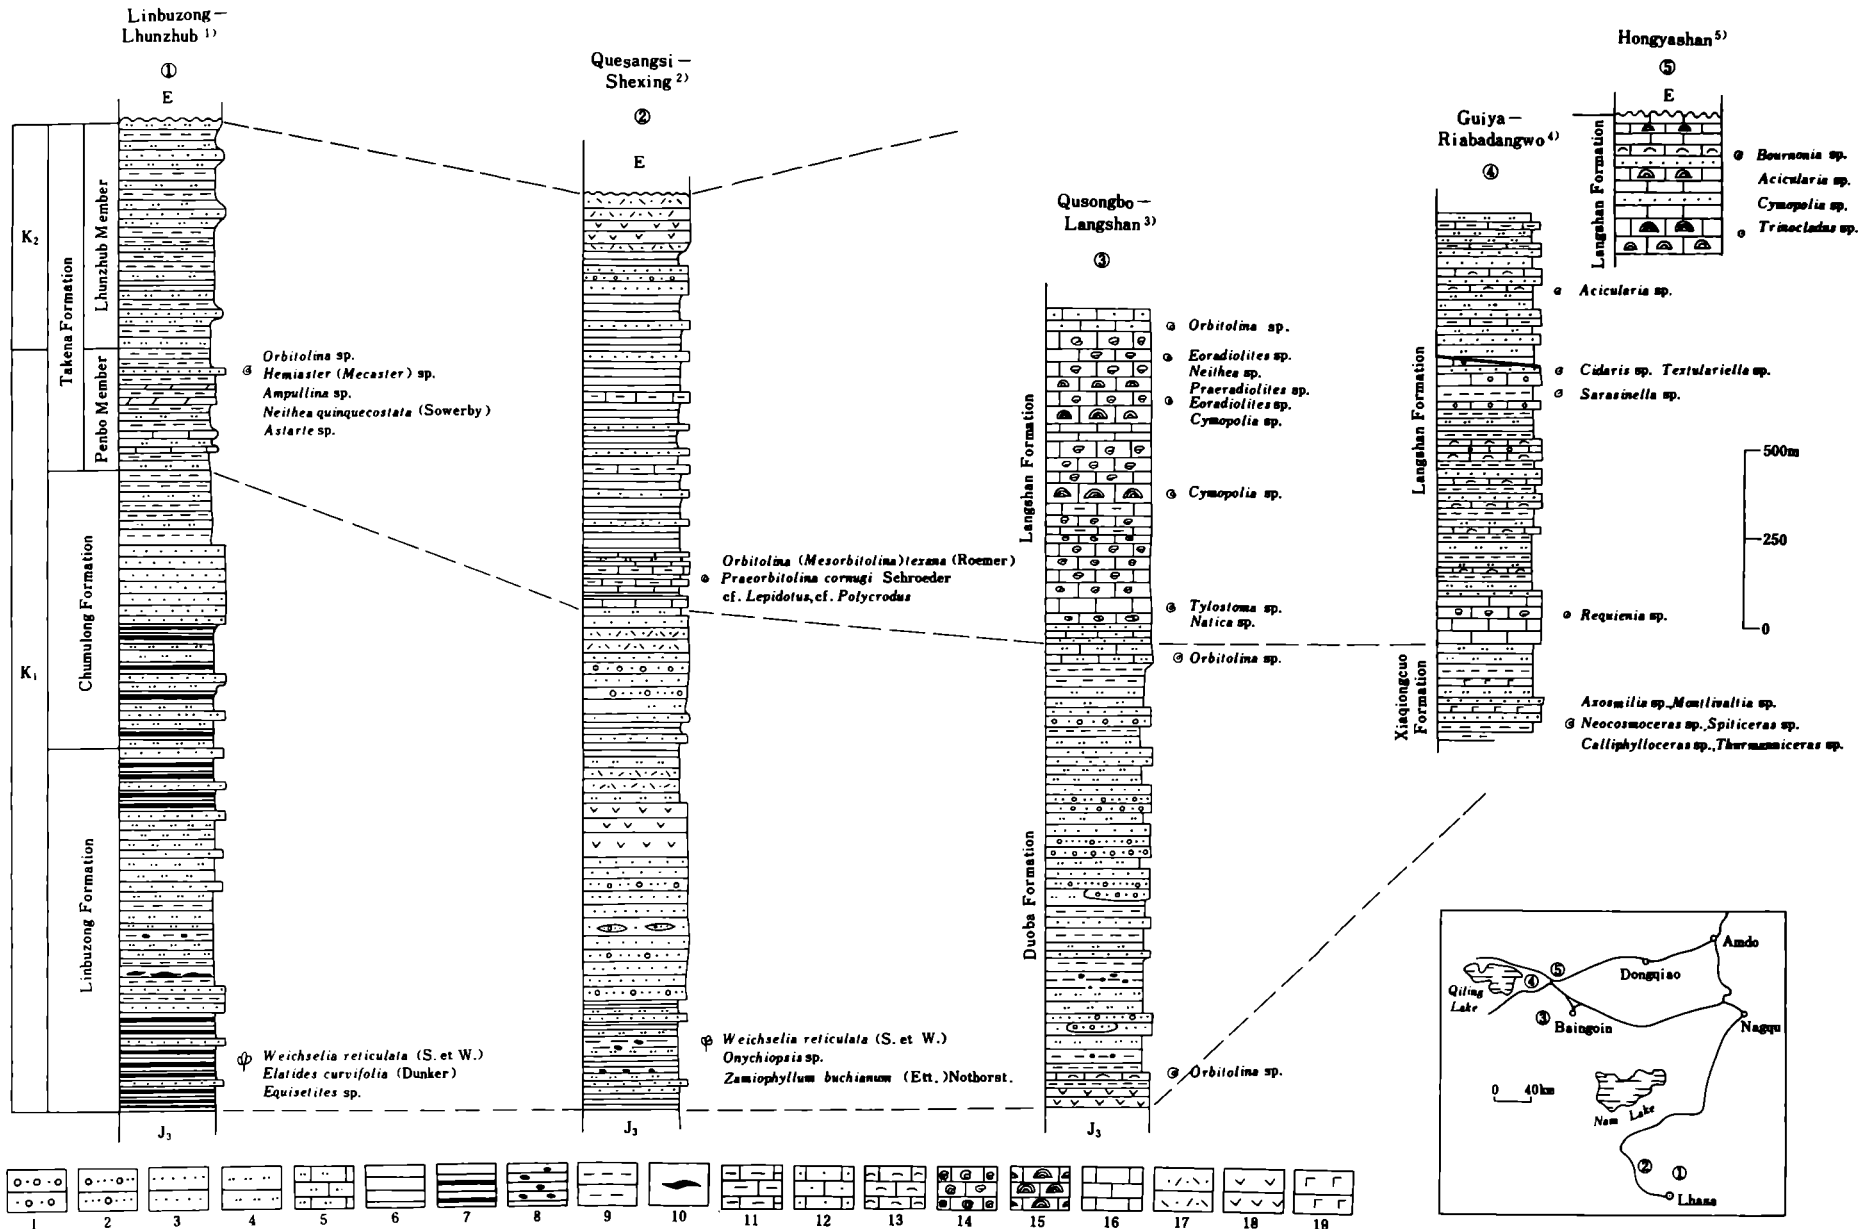 Linbuzong—
Lhunzhub 1)
①
E
K2
K1
Takena Formation
Lhunzhub Member
Penbo Member
Chumulong Formation
Linbuzong Formation
J3
Orbitolina sp.
Hemiaster (Mecaster) sp.
Ampullina sp.
Neithea quinquecostata (Sowerby)
Astarte sp.
Weichselia reticulata (S. et W.)
Elatides curvifolia (Dunker)
Equisetites sp.
Quesangsi—
Shexing 2)
②
E
Orbitolina (Mesorbitolina) texana (Roemer)
Praeorbitolina cornugi Schroeder
cf. Lepidotus, cf. Polycrodus
Weichselia reticulata (S. et W.)
Onychiopsis sp.
Zamiophyllum buchianum (Ett.) Nothorst.
J3
Qusongbo—
Langshan 3)
③
Langshan Formation
Duoba Formation
Orbitolina sp.
Eoradiolites sp.
Neithea sp.
Praeradiolites sp.
Eoradiolites sp.
Cymopolia sp.
Cymopolia sp.
Tylostoma sp.
Natica sp.
Orbitolina sp.
Orbitolina sp.
J3
Guiya—
Riabadangwo 4)
④
Langshan Formation
Xiaqiongcuo
Formation
Acicularia sp.
Cidaris sp. Testulariella sp.
Sarasinella sp.
Requienia sp.
Axosmilia sp., Montlivaltia sp.
Neocosmoceras sp., Spiticeras sp.
Calliphylloceras sp., Thurmanniceras sp.
Hongyashan 5)
⑤
E
Langshan Formation
Bournonia sp.
Acicularia sp.
Cymopolia sp.
Trinocladus sp.
500m
250
0
Amdo
Dongqiao
⑤
④
Qiling
Lake
③
Baingoin
Nagqu
0 40km
Nam Lake
②
①
Lhasa
1 2 3 4 5 6 7 8 9 10 11 12 13 14 15 16 17 18 19